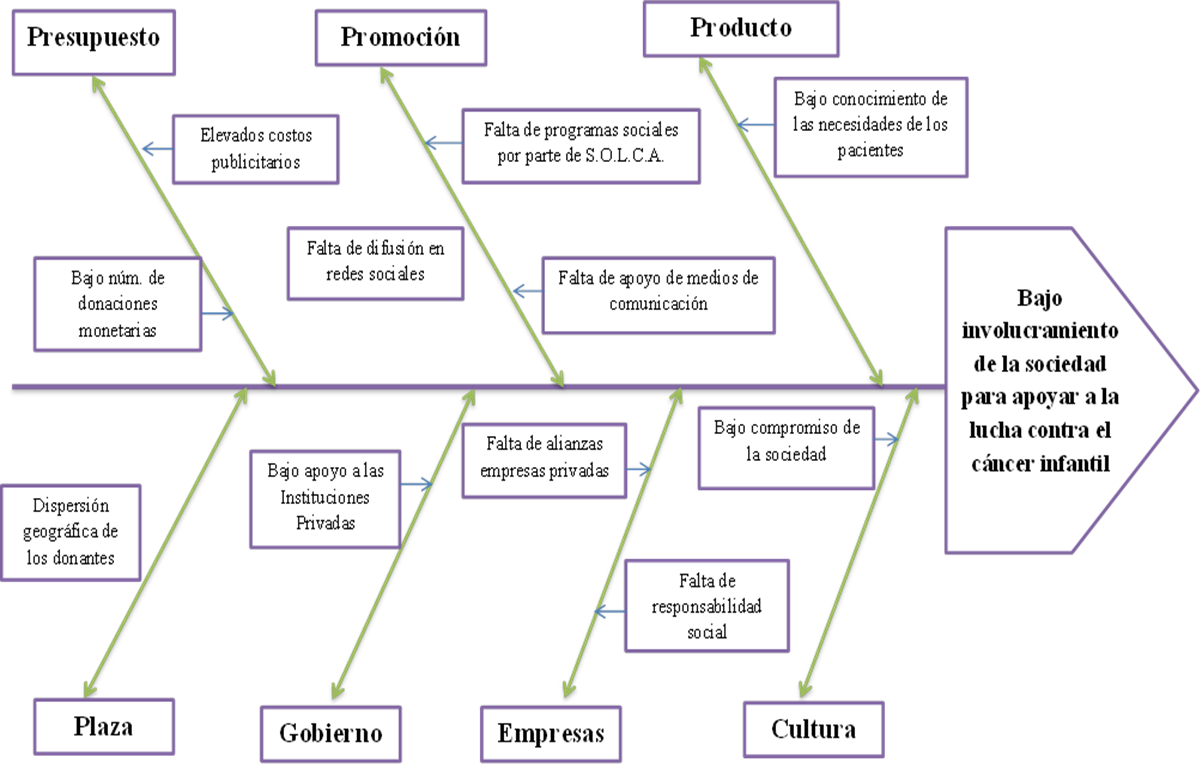 Presupuesto
Promoción
Producto
Elevados costos
publicitarios
Falta de programas sociales
por parte de S.O.L.C.A.
Bajo conocimiento de
las necesidades de los
pacientes
Bajo núm. de
donaciones
monetarias
Falta de difusión en
redes sociales
Falta de apoyo de medios de
comunicación
Bajo
involucramiento
de la sociedad
para apoyar a la
lucha contra el
cáncer infantil
Dispersión
geográfica de
los donantes
Bajo apoyo a las
Instituciones
Privadas
Falta de alianzas
empresas privadas
Bajo compromiso de
la sociedad
Falta de
responsabilidad
social
Plaza
Gobierno
Empresas
Cultura